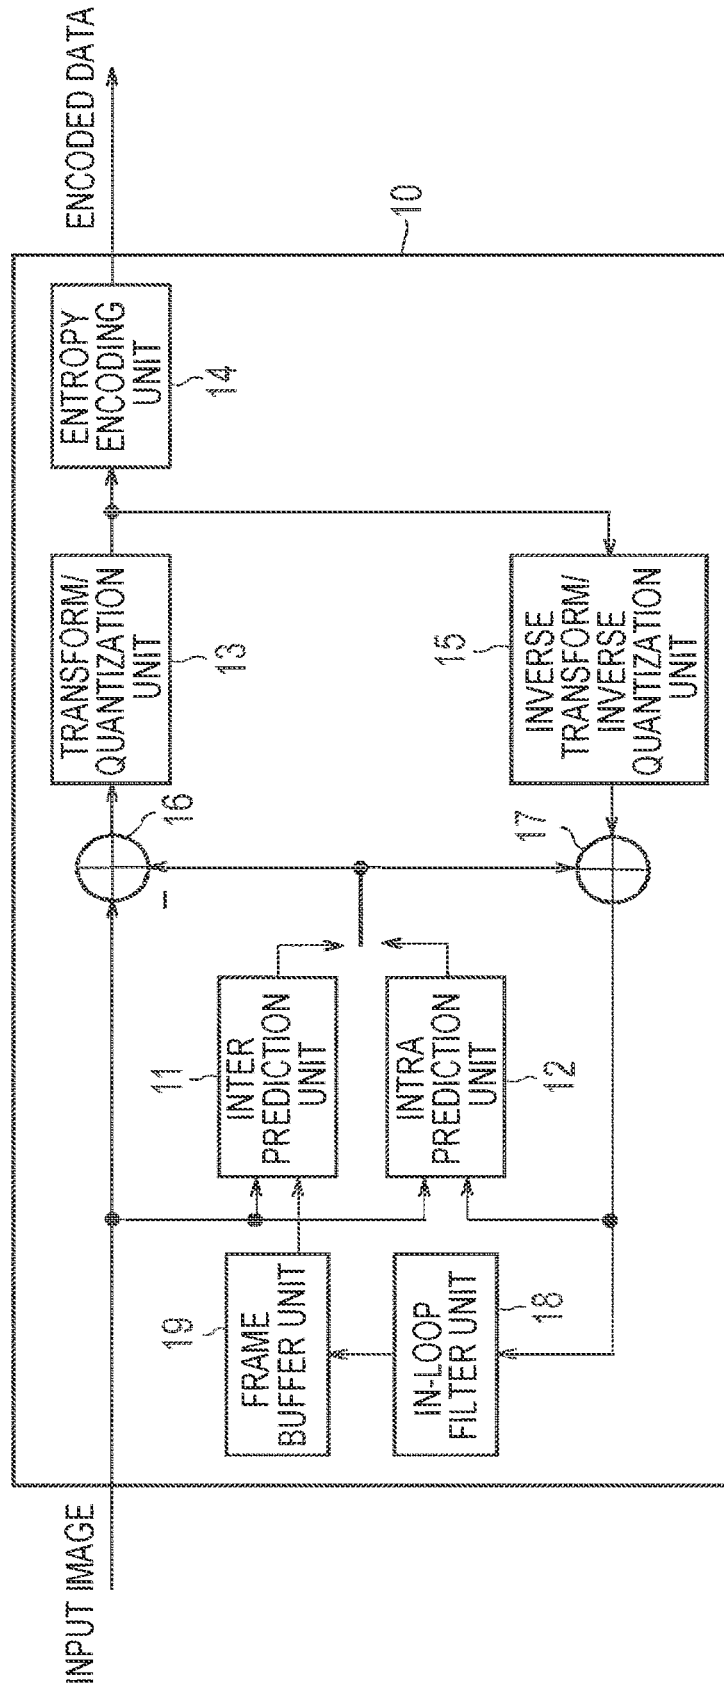 INPUT IMAGE
ENCODED DATA
10
16
TRANSFORM/
QUANTIZATION
UNIT
13
ENTROPY
ENCODING
UNIT
14
–
19
FRAME
BUFFER UNIT
11
INTER
PREDICTION
UNIT
IN-LOOP
FILTER UNIT
18
INTRA
PREDICTION
UNIT
12
17
15
INVERSE
TRANSFORM/
INVERSE
QUANTIZATION
UNIT